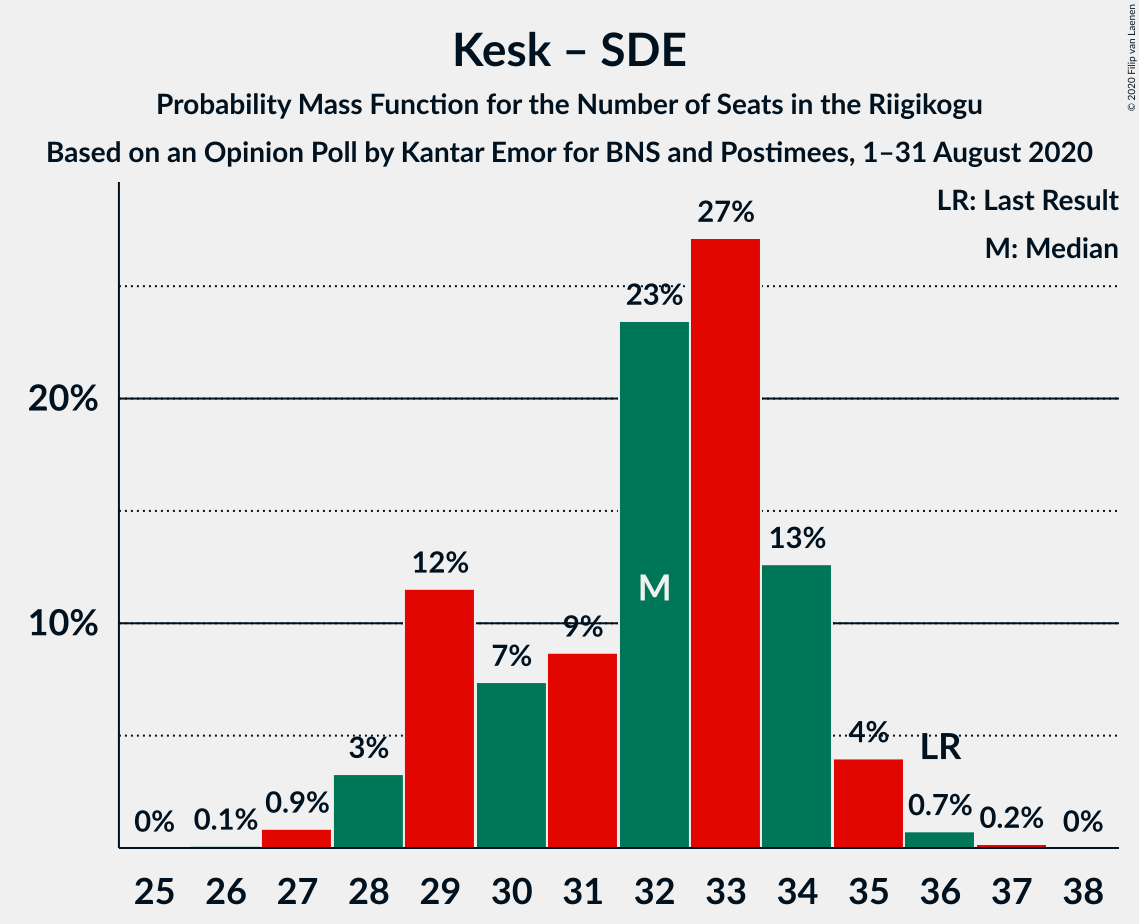 Kesk – SDE
Probability Mass Function for the Number of Seats in the Riigikogu
Based on an Opinion Poll by Kantar Emor for BNS and Postimees, 1–31 August 2020
© 2020 Filip van Laenen
LR: Last Result
M: Median
20%
10%
0%
0.1%
0.9%
3%
12%
7%
9%
23%
M
27%
13%
4%
LR
0.7%
0.2%
0%
25 26 27 28 29 30 31 32 33 34 35 36 37 38